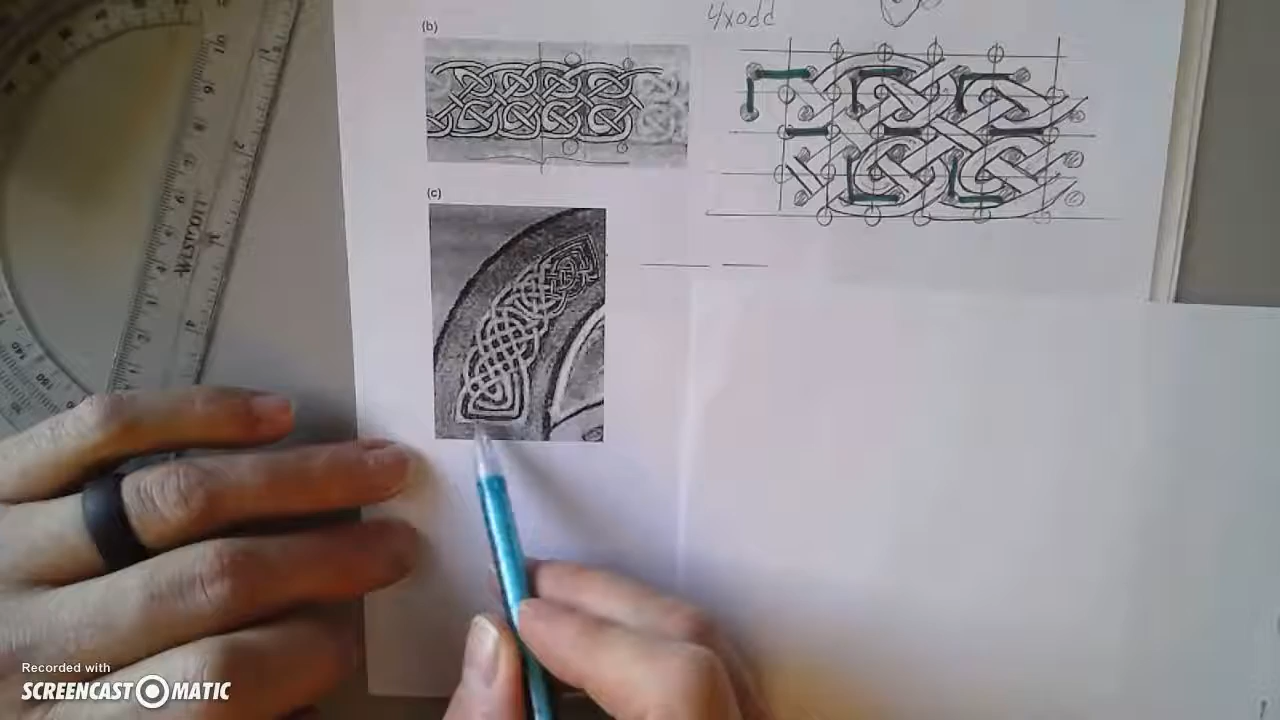 4xodd
(b)
(c)
WESTCOTT
Recorded with
SCREENCAST MATIC